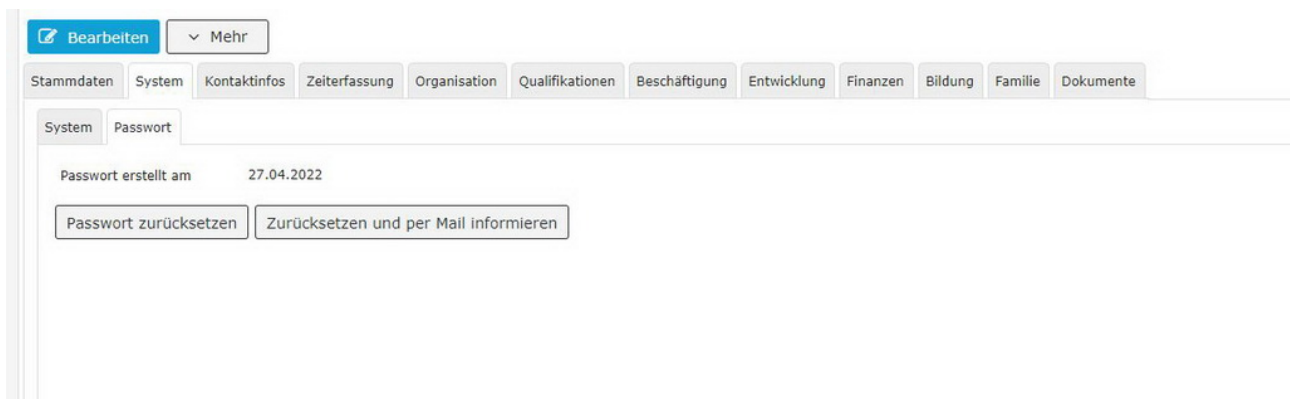 Bearbeiten Mehr
Stammdaten System Kontaktinfos Zeiterfassung Organisation Qualifikationen Beschäftigung Entwicklung Finanzen Bildung Familie Dokumente
System Passwort
Passwort erstellt am 27.04.2022
Passwort zurücksetzen Zurücksetzen und per Mail informieren